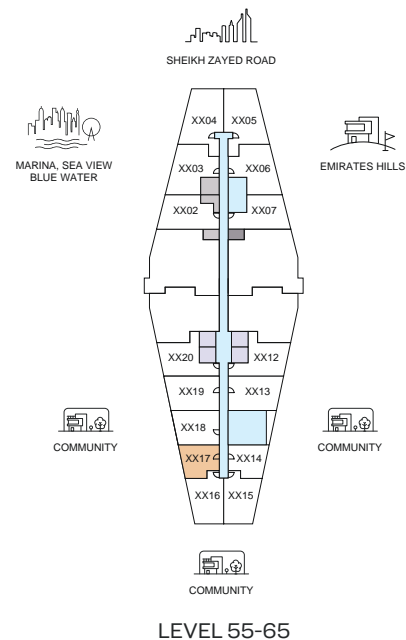 SHEIKH ZAYED ROAD
MARINA, SEA VIEW
BLUE WATER
EMIRATES HILLS
XX04 XX05
XX03 XX06
XX02 XX07
XX20 XX12
XX19 XX13
XX18
XX17 XX14
XX16 XX15
COMMUNITY
COMMUNITY
COMMUNITY
LEVEL 55-65